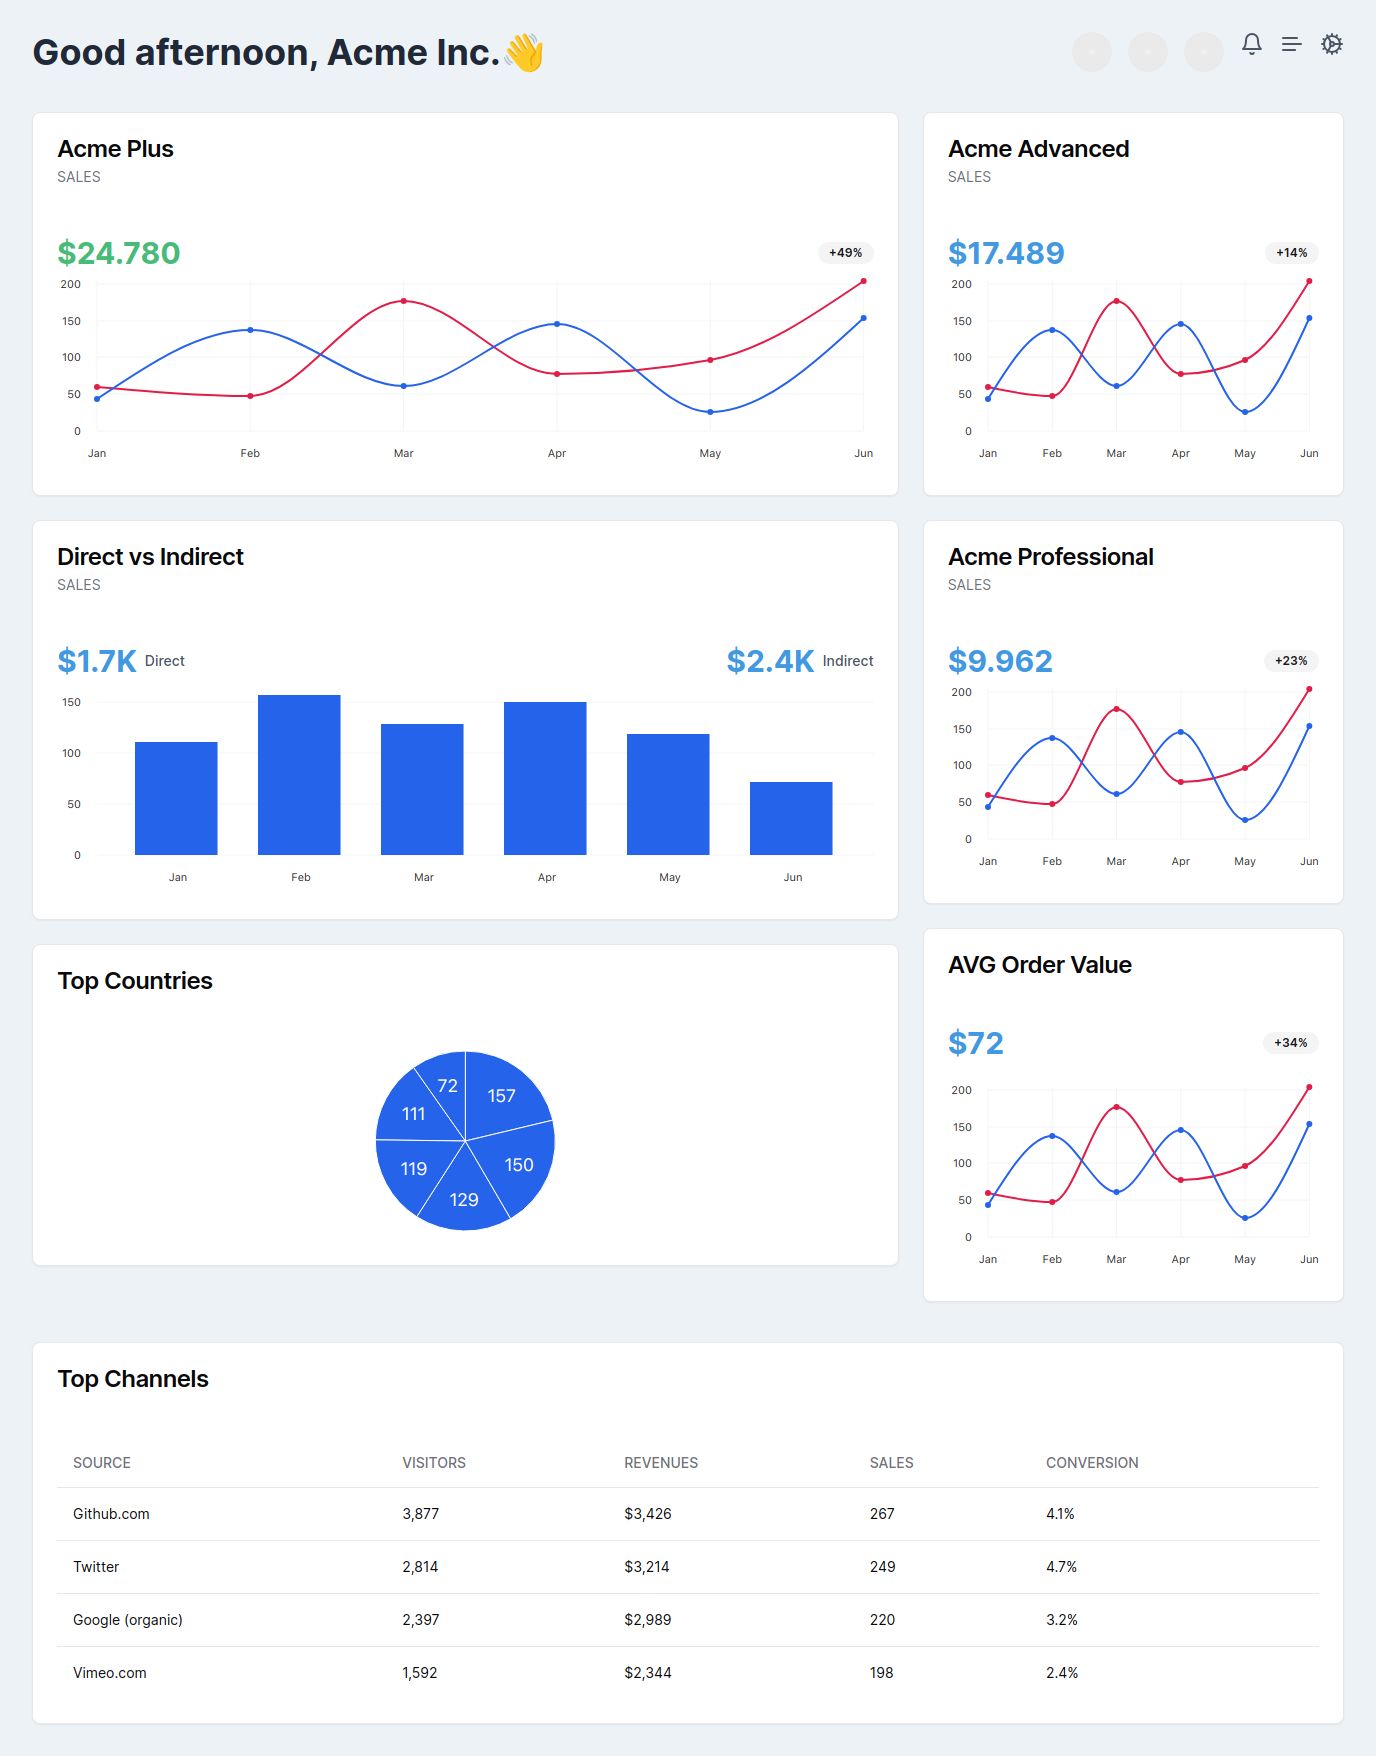 Good afternoon, Acme Inc.👋
Acme Plus
SALES
$24.780
+49%
200
150
100
50
0
Jan Feb Mar Apr May Jun
Acme Advanced
SALES
$17.489
+14%
200
150
100
50
0
Jan Feb Mar Apr May Jun
Direct vs Indirect
SALES
$1.7K Direct
$2.4K Indirect
150
100
50
0
Jan Feb Mar Apr May Jun
Acme Professional
SALES
$9.962
+23%
200
150
100
50
0
Jan Feb Mar Apr May Jun
Top Countries
72
157
111
150
119
129
AVG Order Value
$72
+34%
200
150
100
50
0
Jan Feb Mar Apr May Jun
Top Channels
SOURCE VISITORS REVENUES SALES CONVERSION
Github.com 3,877 $3,426 267 4.1%
Twitter 2,814 $3,214 249 4.7%
Google (organic) 2,397 $2,989 220 3.2%
Vimeo.com 1,592 $2,344 198 2.4%